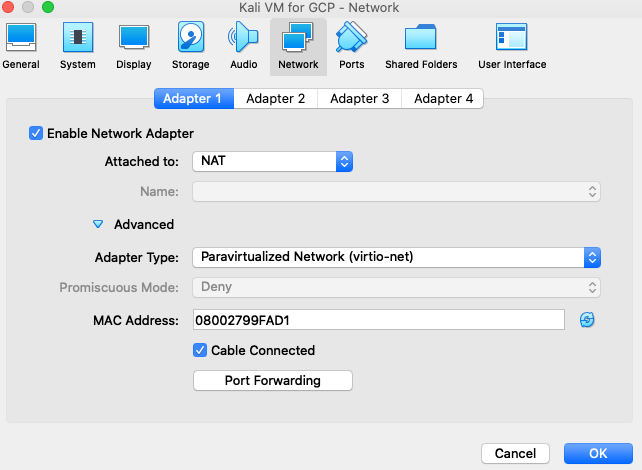 Kali VM for GCP - Network
General System Display Storage Audio Network Ports Shared Folders User Interface
Adapter 1 Adapter 2 Adapter 3 Adapter 4
Enable Network Adapter
Attached to: NAT
Name:
Advanced
Adapter Type: Paravirtualized Network (virtio-net)
Promiscuous Mode: Deny
MAC Address: 08002799FAD1
Cable Connected
Port Forwarding
Cancel OK